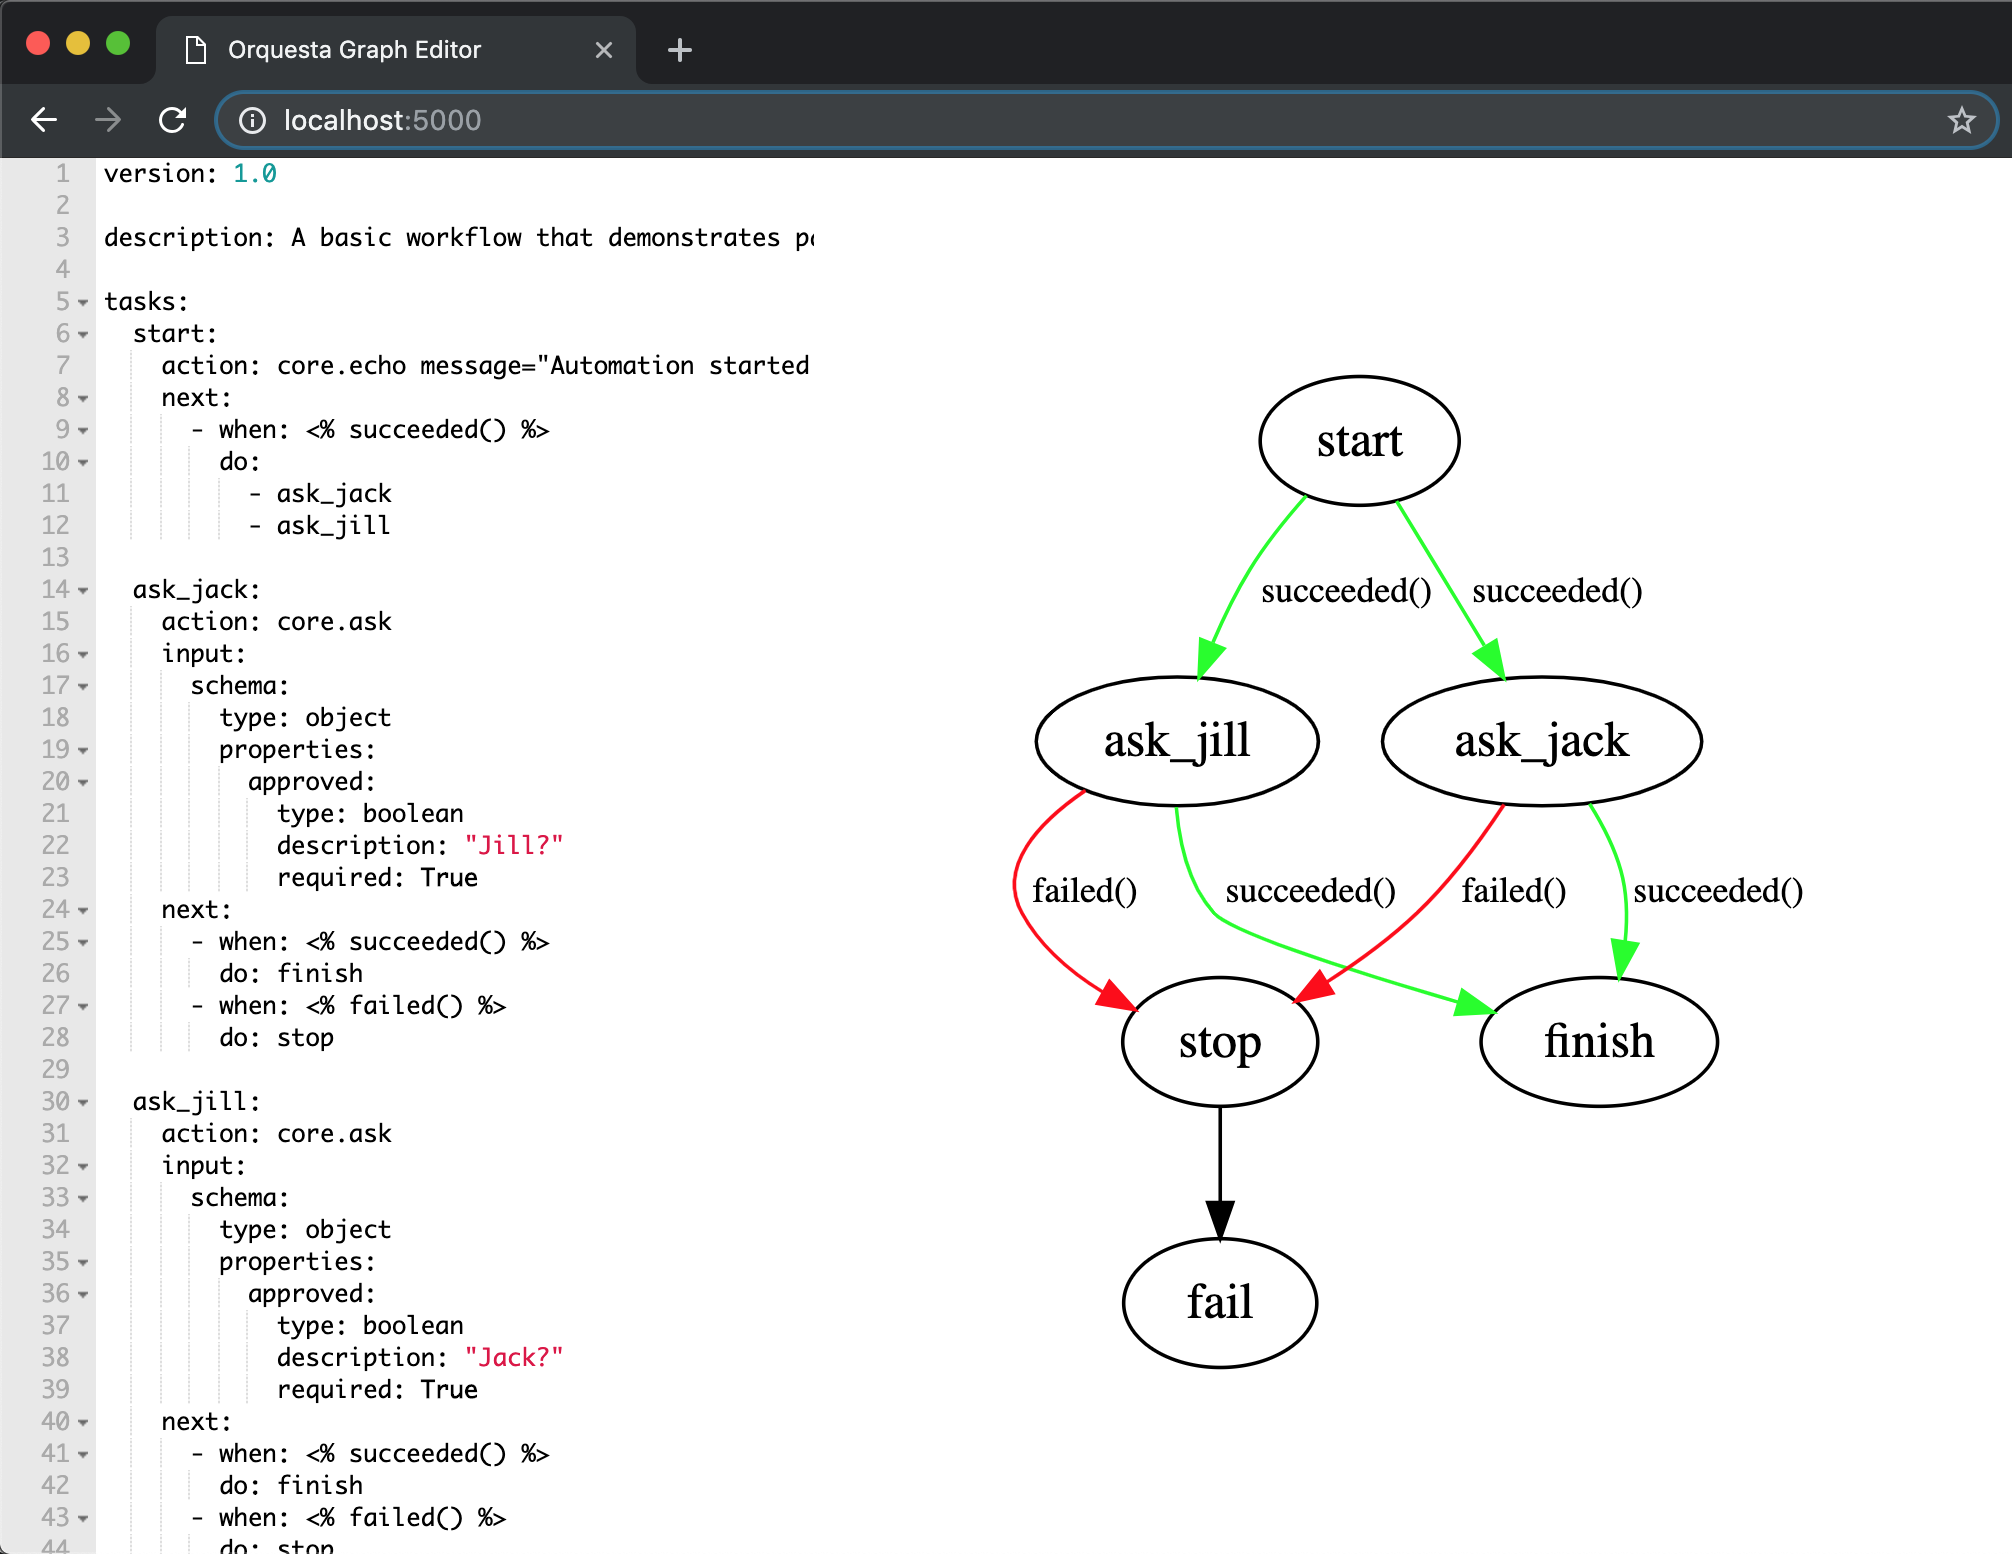 Orquesta Graph Editor
localhost:5000
1 version: 1.0
2
3 description: A basic workflow that demonstrates
4
5 tasks:
6 start:
7 action: core.echo message="Automation started
8 next:
9 - when: <% succeeded() %>
10 do:
11 - ask_jack
12 - ask_jill
13
14 ask_jack:
15 action: core.ask
16 input:
17 schema:
18 type: object
19 properties:
20 approved:
21 type: boolean
22 description: "Jill?"
23 required: True
24 next:
25 - when: <% succeeded() %>
26 do: finish
27 - when: <% failed() %>
28 do: stop
29
30 ask_jill:
31 action: core.ask
32 input:
33 schema:
34 type: object
35 properties:
36 approved:
37 type: boolean
38 description: "Jack?"
39 required: True
40 next:
41 - when: <% succeeded() %>
42 do: finish
43 - when: <% failed() %>
44 do: stop
start
succeeded() succeeded()
ask_jill ask_jack
failed() succeeded() failed() succeeded()
stop finish
fail